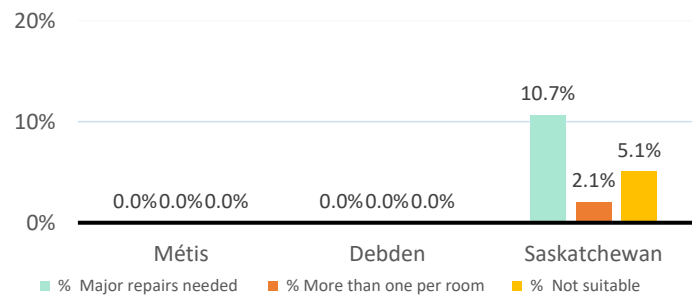 20%
10.7%
10%
5.1%
2.1%
0.0% 0.0% 0.0% 0.0% 0.0% 0.0%
0%
Métis Debden Saskatchewan
% Major repairs needed % More than one per room % Not suitable